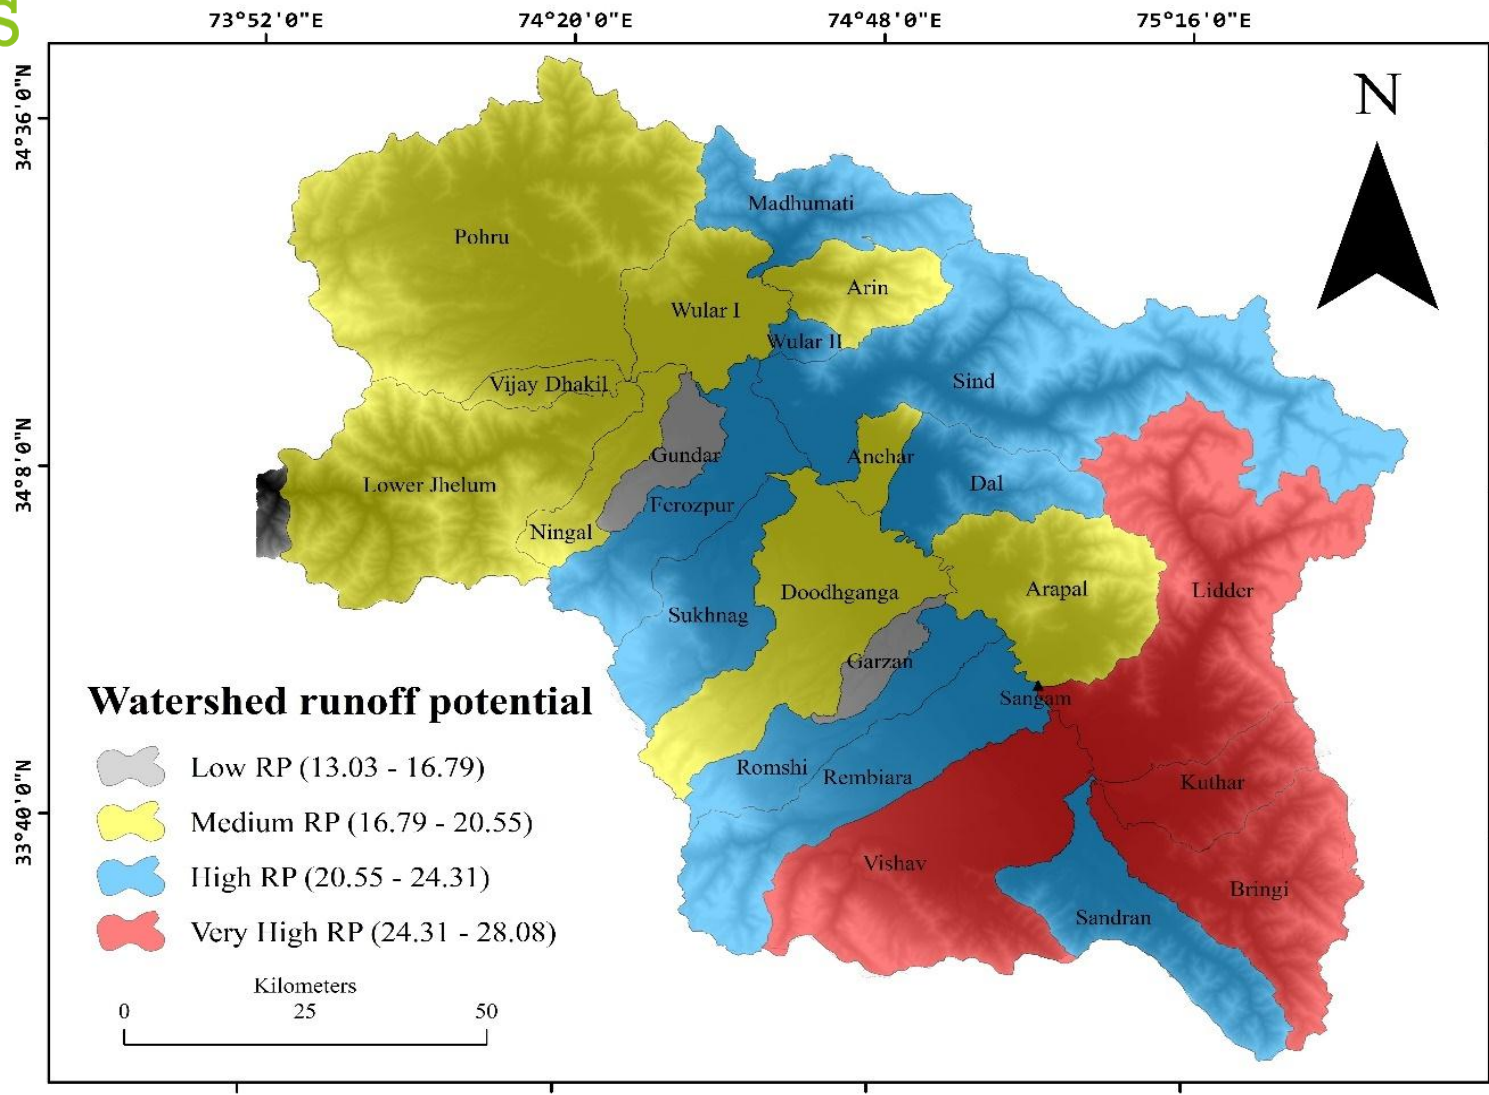 S
73°52'0"E
74°20'0"E
74°48'0"E
75°16'0"E
34°36'0"N
34°8'0"N
33°40'0"N
N
Madhumati
Pohru
Arin
Wular I
Wular II
Sind
Vijay Dhakil
Gundar
Anchar
Lower Jhelum
Dal
Ferozpur
Ningal
Doodhganga
Arapal
Lidder
Sukhnag
Garzan
Sangam
Romshi
Rembiara
Kuthar
Vishav
Bringi
Sandran
Watershed runoff potential
Low RP (13.03 - 16.79)
Medium RP (16.79 - 20.55)
High RP (20.55 - 24.31)
Very High RP (24.31 - 28.08)
Kilometers
0 25 50